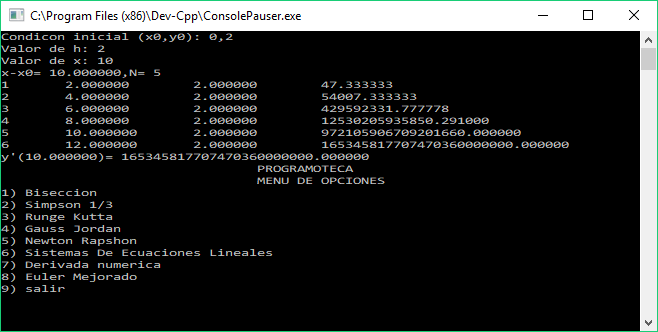 C:\Program Files (x86)\Dev-Cpp\ConsolePauser.exe
Condicon inicial (x0,y0): 0,2
Valor de h: 2
Valor de x: 10
x-x0= 10.000000,N= 5
1 2.000000 2.000000 47.333333
2 4.000000 2.000000 54007.333333
3 6.000000 2.000000 429592331.777778
4 8.000000 2.000000 12530205935850.291000
5 10.000000 2.000000 972105906709201660.000000
6 12.000000 2.000000 165345817707470360000000.000000
y'(10.000000)= 165345817707470360000000.000000
PROGRAMOTECA
MENU DE OPCIONES
1) Biseccion
2) Simpson 1/3
3) Runge Kutta
4) Gauss Jordan
5) Newton Rapshon
6) Sistemas De Ecuaciones Lineales
7) Derivada numerica
8) Euler Mejorado
9) salir